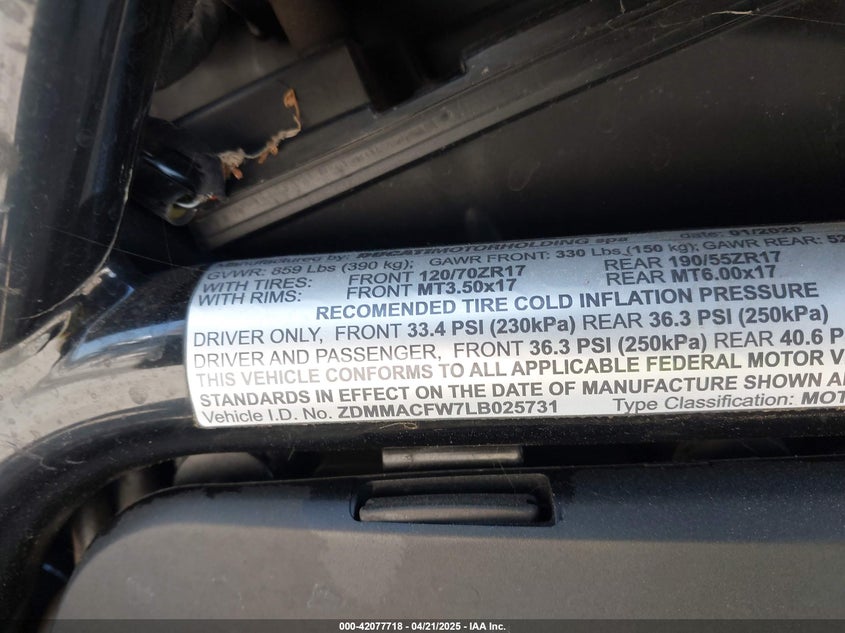 manufactured by: DUCATI MOTORHOLDING spa date: 01/2020
GVWR: 859 Lbs (390 kg); GAWR FRONT: 330 Lbs (150 kg); GAWR REAR: 52
WITH TIRES: FRONT 120/70ZR17 REAR 190/55ZR17
WITH RIMS: FRONT MT3.50x17 REAR MT6.00x17
RECOMENDED TIRE COLD INFLATION PRESSURE
DRIVER ONLY, FRONT 33.4 PSI (230kPa) REAR 36.3 PSI (250kPa)
DRIVER AND PASSENGER, FRONT 36.3 PSI (250kPa) REAR 40.6 P
THIS VEHICLE CONFORMS TO ALL APPLICABLE FEDERAL MOTOR V
STANDARDS IN EFFECT ON THE DATE OF MANUFACTURE SHOWN A
Vehicle I.D. No. ZDMMACFW7LB025731 Type Classification: MOT
000-42077718 - 04/21/2025 - IAA Inc.